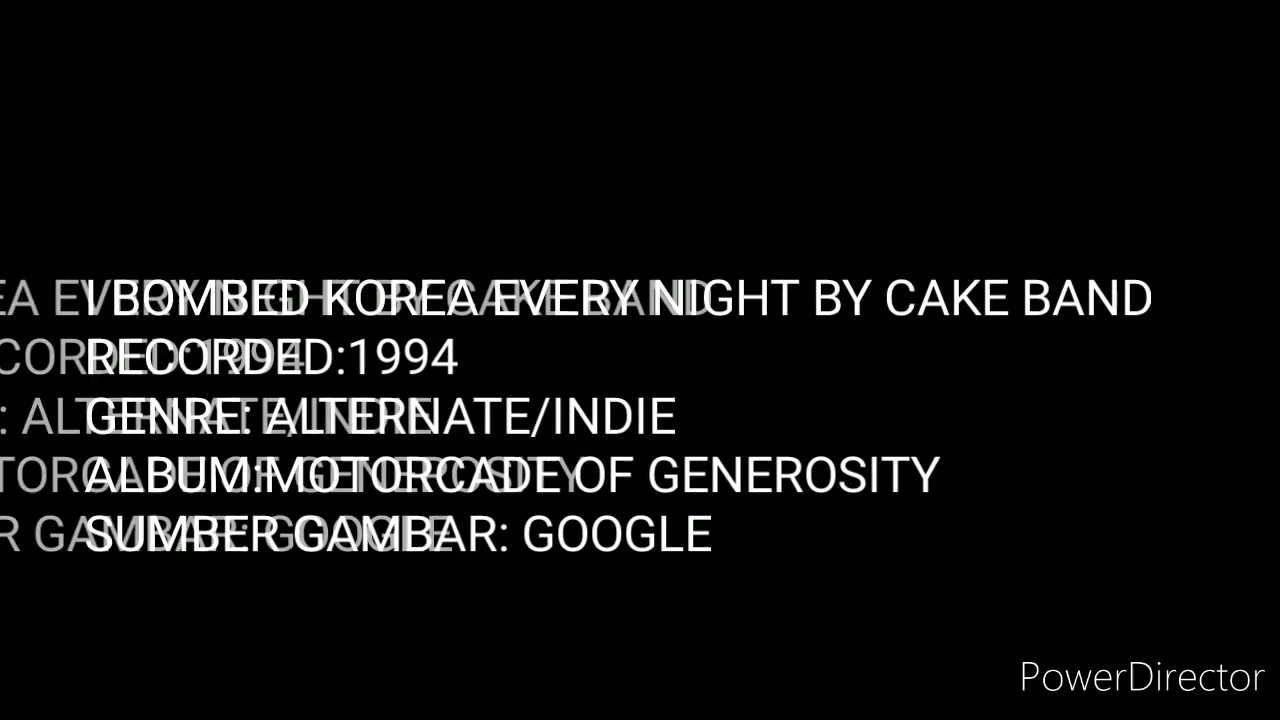 I BOMBED KOREA EVERY NIGHT BY CAKE BAND
RECORDED:1994
GENRE: ALTERNATE/INDIE
ALBUM:MOTORCADE OF GENEROSITY
SUMBER GAMBAR: GOOGLE
PowerDirector